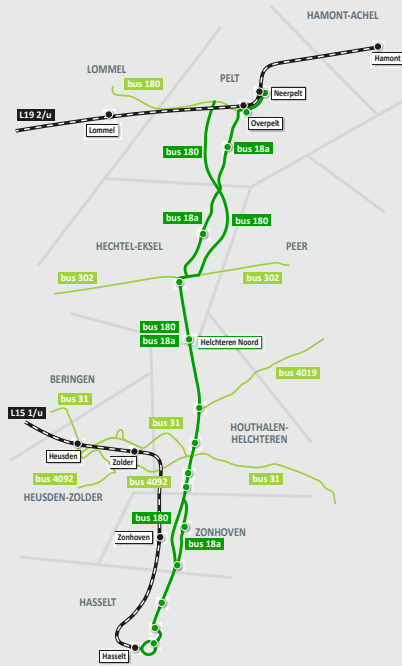 HAMONT-ACHEL
Hamont
LOMMEL
PELT
bus 180
Neerpelt
L19 2/u
Lommel
Overpelt
bus 180
bus 18a
bus 18a
bus 180
HECHTEL-EKSEL
PEER
bus 302
bus 302
bus 180
bus 18a
Helchteren Noord
BERINGEN
bus 4019
bus 31
L15 1/u
HOUTHALEN-
HELCHTEREN
Heusden
Zolder
bus 4092
bus 4092
bus 31
HEUSDEN-ZOLDER
bus 180
ZONHOVEN
Zonhoven
bus 18a
HASSELT
Hasselt